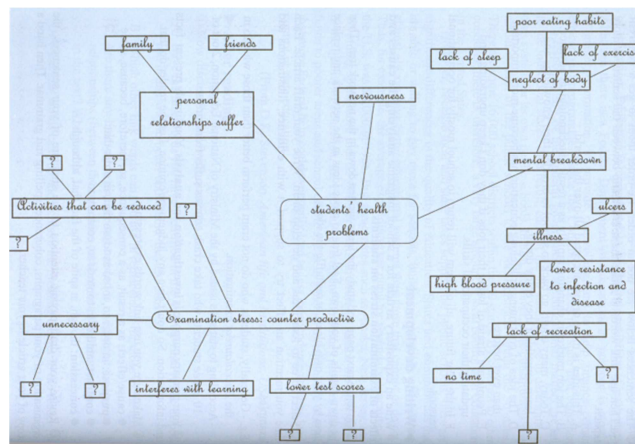 poor eating habits
family
friends
lack of sleep
lack of exercis
neglect of body
nervousness
personal
relationships suffer
?
?
mental breakdown
Activities that can be reduced
?
students' health
problems
ulcers
?
illness
high blood pressure
lower resistance
to infection and
disease
unnecessary
Examination stress: counter productive
lack of recreation
no time
?
?
?
interferes with learning
lower test scores
?
?
?